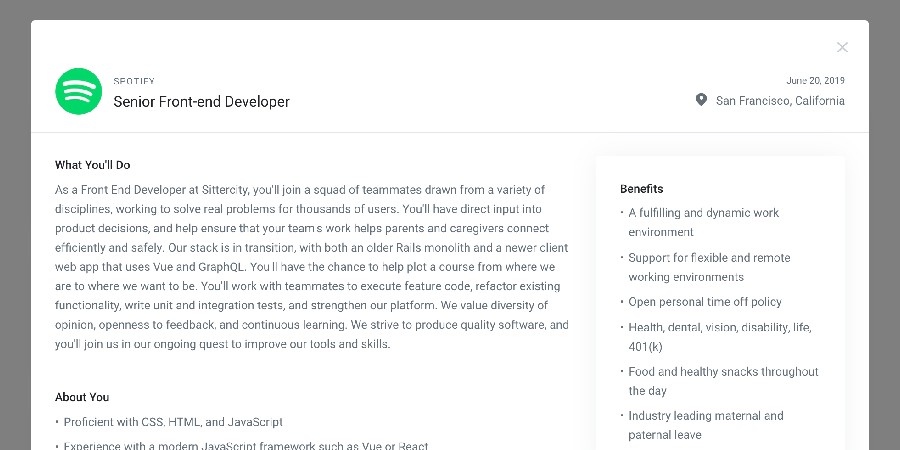 SPOTIFY
Senior Front-end Developer
June 20, 2019
San Francisco, California
What You'll Do
As a Front End Developer at Sittercity, you'll join a squad of teammates drawn from a variety of
disciplines, working to solve real problems for thousands of users. You'll have direct input into
product decisions, and help ensure that your team's work helps parents and caregivers connect
efficiently and safely. Our stack is in transition, with both an older Rails monolith and a newer client
web app that uses Vue and GraphQL. You'll have the chance to help plot a course from where we
are to where we want to be. You'll work with teammates to execute feature code, refactor existing
functionality, write unit and integration tests, and strengthen our platform. We value diversity of
opinion, openness to feedback, and continuous learning. We strive to produce quality software, and
you'll join us in our ongoing quest to improve our tools and skills.
About You
• Proficient with CSS, HTML, and JavaScript
• Experience with a modern JavaScript framework such as Vue or React
Benefits
• A fulfilling and dynamic work
environment
• Support for flexible and remote
working environments
• Open personal time off policy
• Health, dental, vision, disability, life,
401(k)
• Food and healthy snacks throughout
the day
• Industry leading maternal and
paternal leave